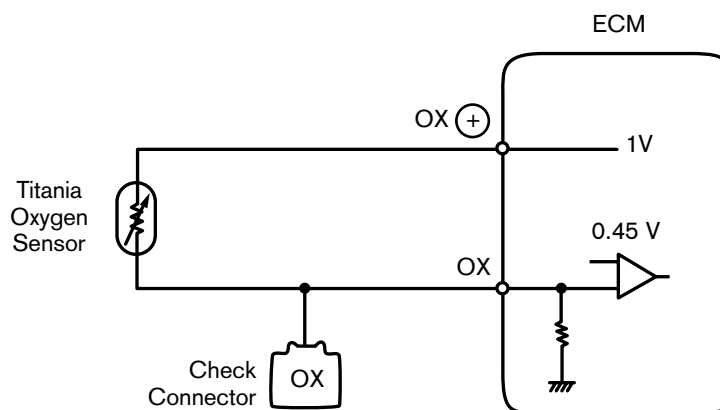 ECM
OX +
1V
Titania
Oxygen
Sensor
0.45 V
OX
Check
Connector
OX